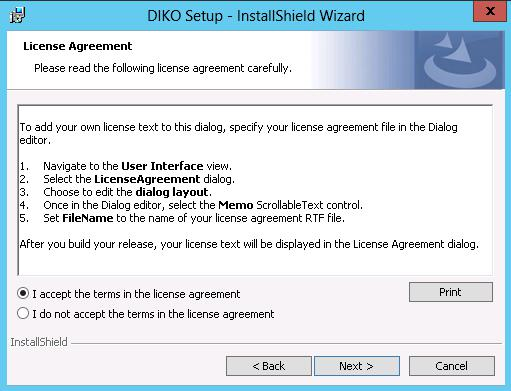 DIKO Setup - InstallShield Wizard
x
License Agreement
Please read the following license agreement carefully.
To add your own license text to this dialog, specify your license agreement file in the Dialog
editor.
1. Navigate to the User Interface view.
2. Select the LicenseAgreement dialog.
3. Choose to edit the dialog layout.
4. Once in the Dialog editor, select the Memo ScrollableText control.
5. Set FileName to the name of your license agreement RTF file.
After you build your release, your license text will be displayed in the License Agreement dialog.
I accept the terms in the license agreement
Print
I do not accept the terms in the license agreement
InstallShield
< Back
Next >
Cancel